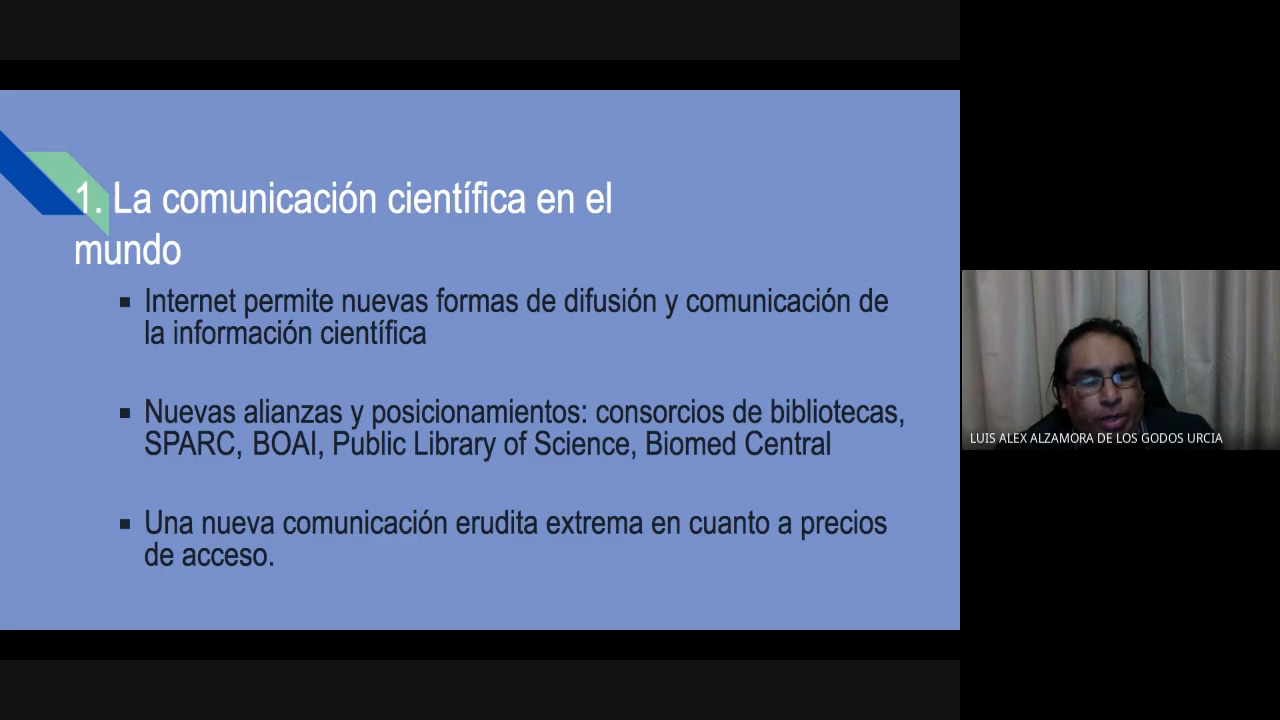 1. La comunicación científica en el
mundo
▪ Internet permite nuevas formas de difusión y comunicación de
la información científica
▪ Nuevas alianzas y posicionamientos: consorcios de bibliotecas,
SPARC, BOAI, Public Library of Science, Biomed Central
▪ Una nueva comunicación erudita extrema en cuanto a precios
de acceso.
LUIS ALEX ALZAMORA DE LOS GODOS URCIA